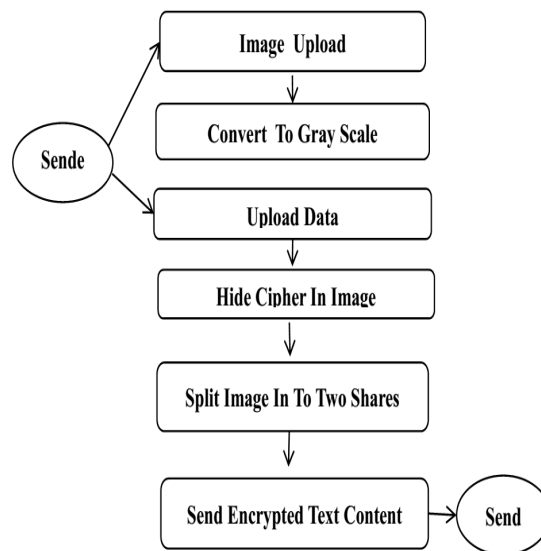 Image Upload
Convert To Gray Scale
Sende
Upload Data
Hide Cipher In Image
Split Image In To Two Shares
Send Encrypted Text Content
Send